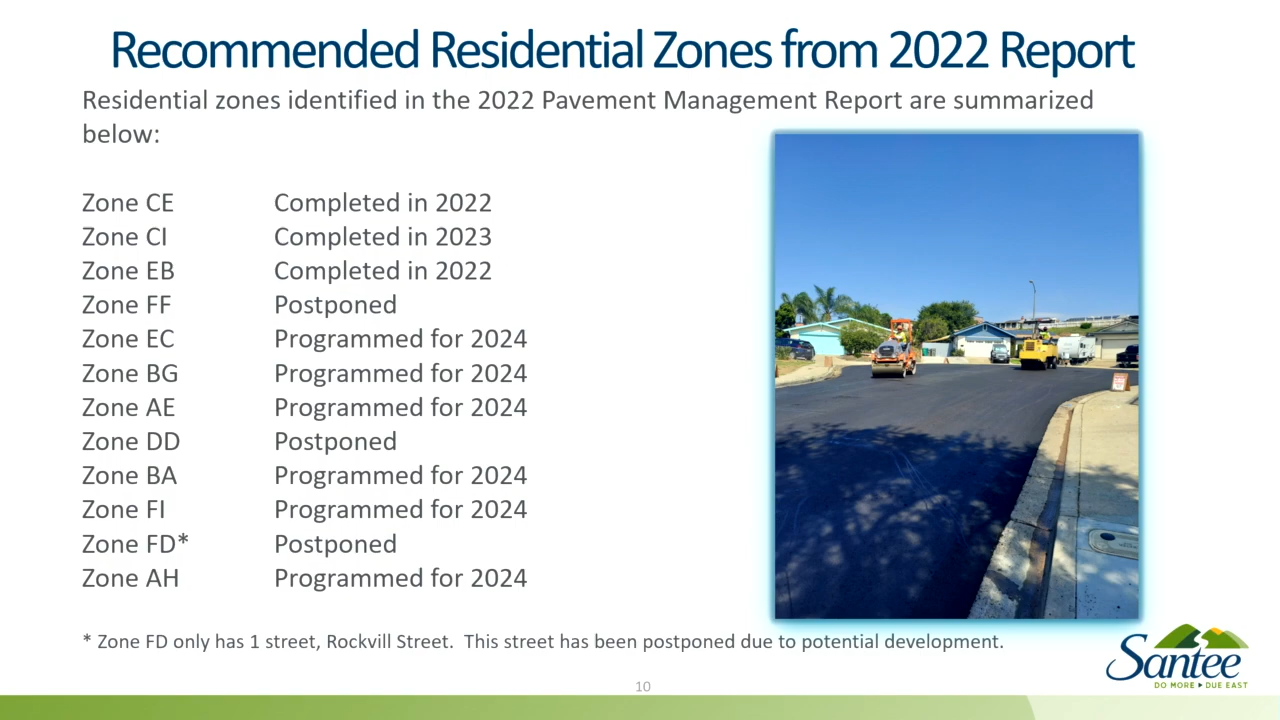 Recommended Residential Zones from 2022 Report
Residential zones identified in the 2022 Pavement Management Report are summarized
below:
Zone CE Completed in 2022
Zone CI Completed in 2023
Zone EB Completed in 2022
Zone FF Postponed
Zone EC Programmed for 2024
Zone BG Programmed for 2024
Zone AE Programmed for 2024
Zone DD Postponed
Zone BA Programmed for 2024
Zone FI Programmed for 2024
Zone FD* Postponed
Zone AH Programmed for 2024
* Zone FD only has 1 street, Rockvill Street. This street has been postponed due to potential development.
Santee
DO MORE ▸ DUE EAST
10